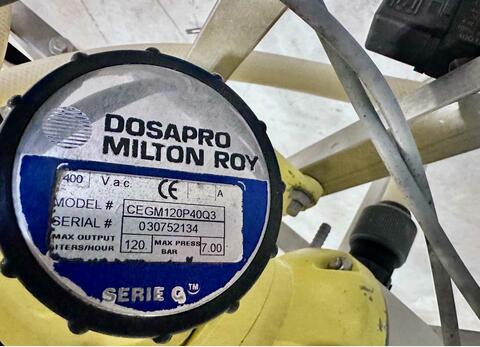 DOSAPRO
MILTON ROY
400 V a.c. CE A
MODEL # CEGM120P40Q3
SERIAL # 030752134
MAX OUTPUT LITERS/HOUR 120. MAX PRESS BAR 7.00
SERIE G™